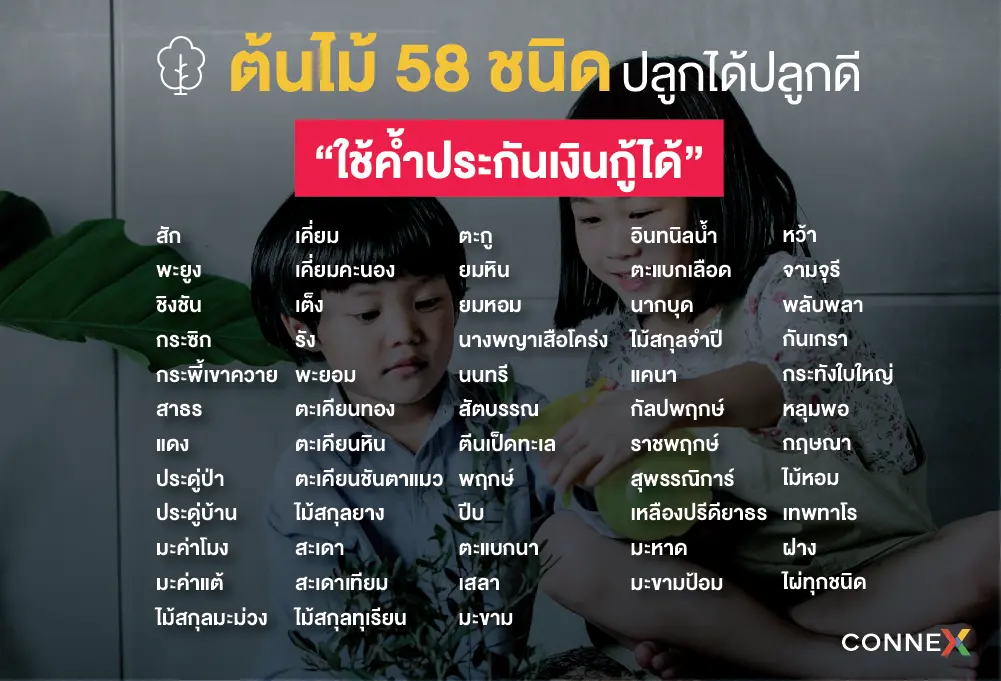 ต้นไม้ 58 ชนิด ปลูกได้ปลูกดี
“ใช้ค้ำประกันเงินกู้ได้”
สัก
พะยูง
ชิงชัน
กระซิก
กระพี้เขาควาย
สาธร
แดง
ประดู่ป่า
ประดู่บ้าน
มะค่าโมง
มะค่าแต้
ไม้สกุลมะม่วง
เคี่ยม
เคี่ยมคะนอง
เต็ง
รัง
พะยอม
ตะเคียนทอง
ตะเคียนหิน
ตะเคียนชันตาแมว
ไม้สกุลยาง
สะเดา
สะเดาเทียม
ไม้สกุลทุเรียน
ตะกู
ยมหิน
ยมหอม
นางพญาเสือโคร่ง
นนทรี
สัตบรรณ
ตีนเป็ดทะเล
พฤกษ์
ปีบ
ตะแบกนา
เสลา
มะขาม
อินทนิลน้ำ
ตะแบกเลือด
นากบุด
ไม้สกุลจำปี
แคนา
กัลปพฤกษ์
ราชพฤกษ์
สุพรรณิการ์
เหลืองปรีดียาธร
มะหาด
มะขามป้อม
หว้า
จามจุรี
พลับพลา
กันเกรา
กระทังใบใหญ่
หลุมพอ
กฤษณา
ไม้หอม
เทพทาโร
ฝาง
ไผ่ทุกชนิด
CONNEX